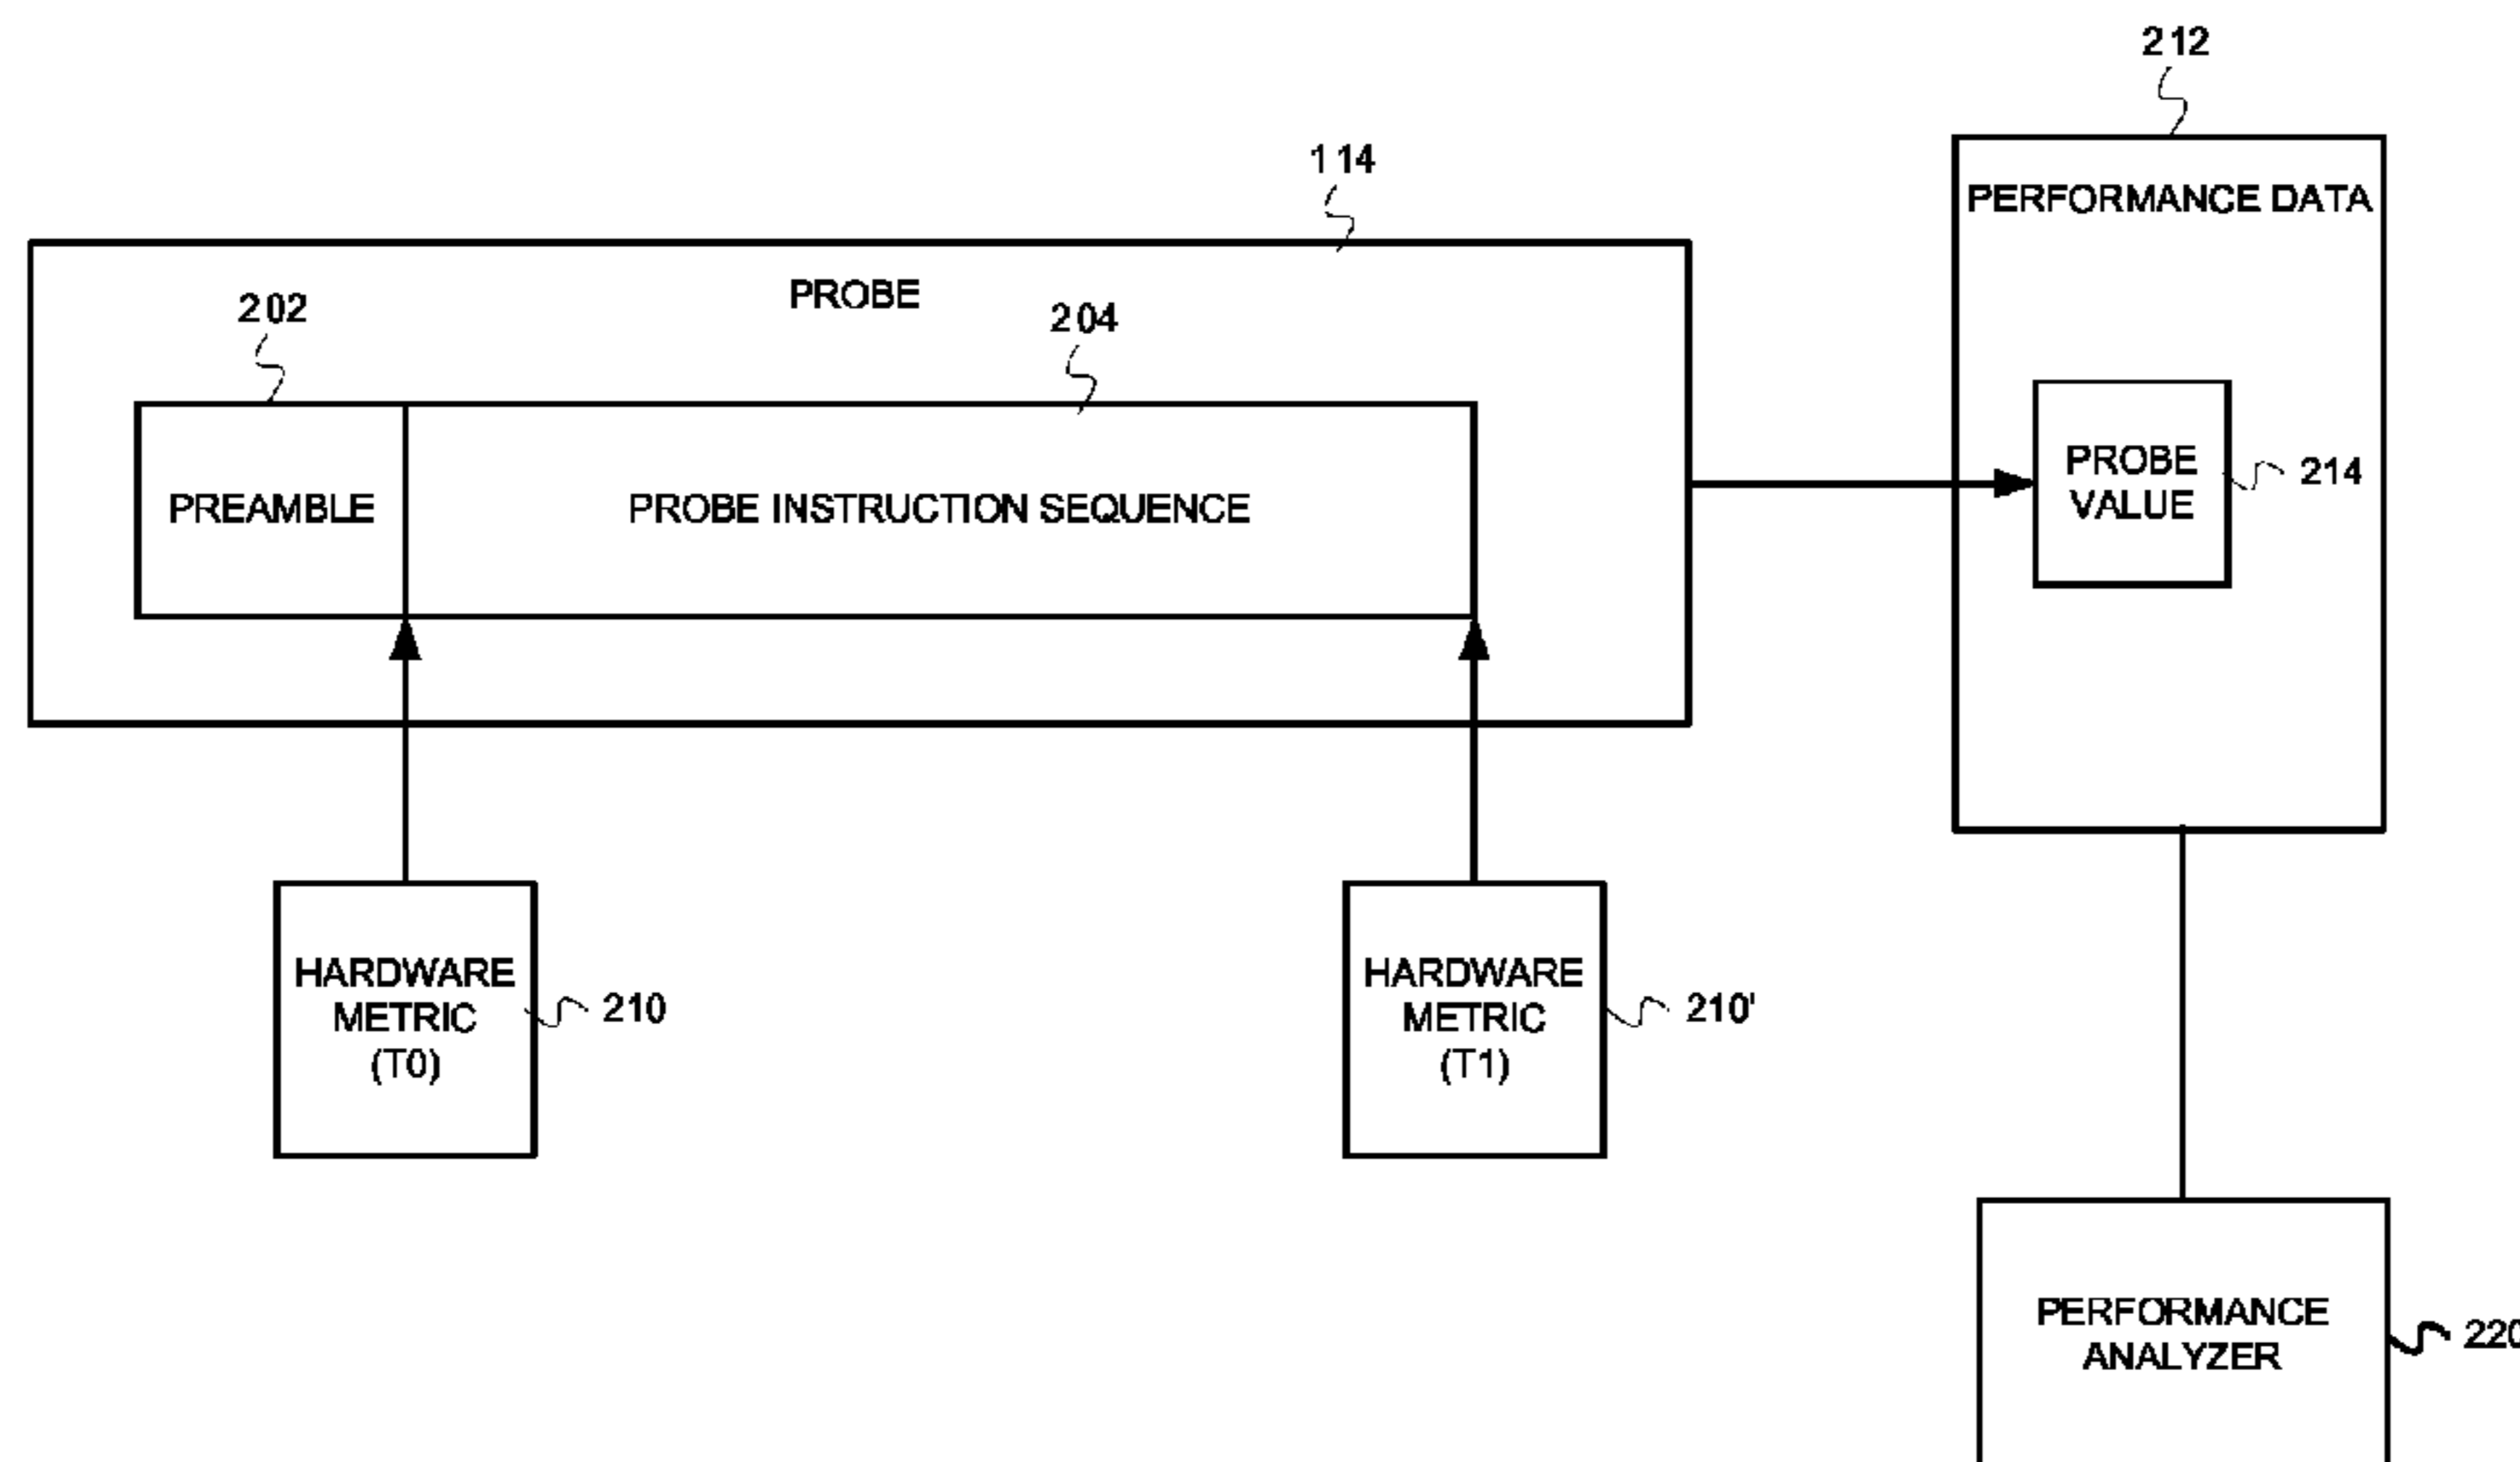 212
114
PERFORMANCE DATA
PROBE
202
204
PREAMBLE
PROBE INSTRUCTION SEQUENCE
PROBE
VALUE
214
HARDWARE
METRIC
(T0)
210
HARDWARE
METRIC
(T1)
210'
PERFORMANCE
ANALYZER
220